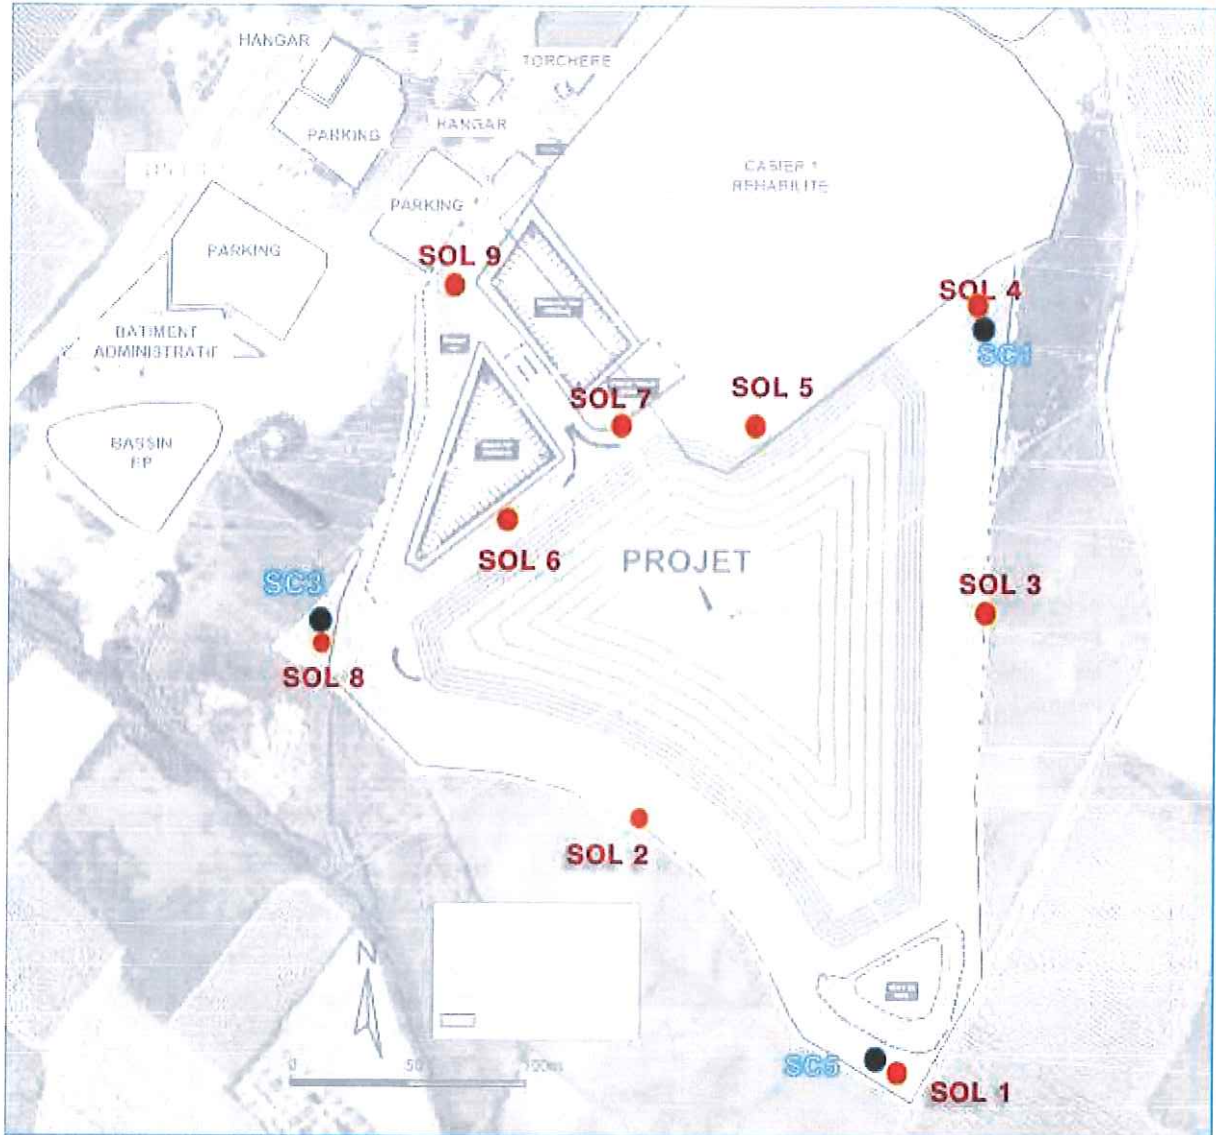 HANGAR
TORCHERE
PARKING
HANGAR
CASIER 1
REHABILITE
PARKING
PARKING
SOL 9
SOL 4
SC1
BATIMENT
ADMINISTRATIF
SOL 7
SOL 5
BASSIN
EP
SOL 6
PROJET
SC3
SOL 3
SOL 8
SOL 2
N
0 50 100m
SC5
SOL 1